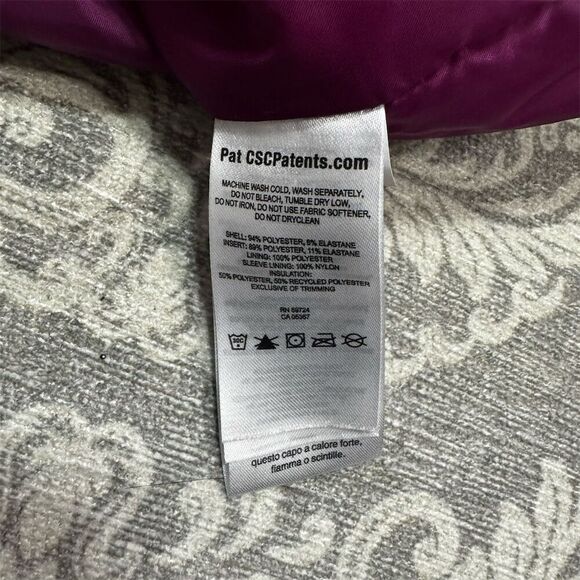 Pat CSCPatents.com
MACHINE WASH COLD, WASH SEPARATELY,
DO NOT BLEACH, TUMBLE DRY LOW,
DO NOT IRON, DO NOT USE FABRIC SOFTENER,
DO NOT DRYCLEAN
SHELL: 94% POLYESTER, 6% ELASTANE
INSERT: 89% POLYESTER, 11% ELASTANE
LINING: 100% POLYESTER
SLEEVE LINING: 100% NYLON
INSULATION:
50% POLYESTER, 50% RECYCLED POLYESTER
EXCLUSIVE OF TRIMMING
RN 69724
CA 05367
questo capo a calore forte,
fiamma o scintille.